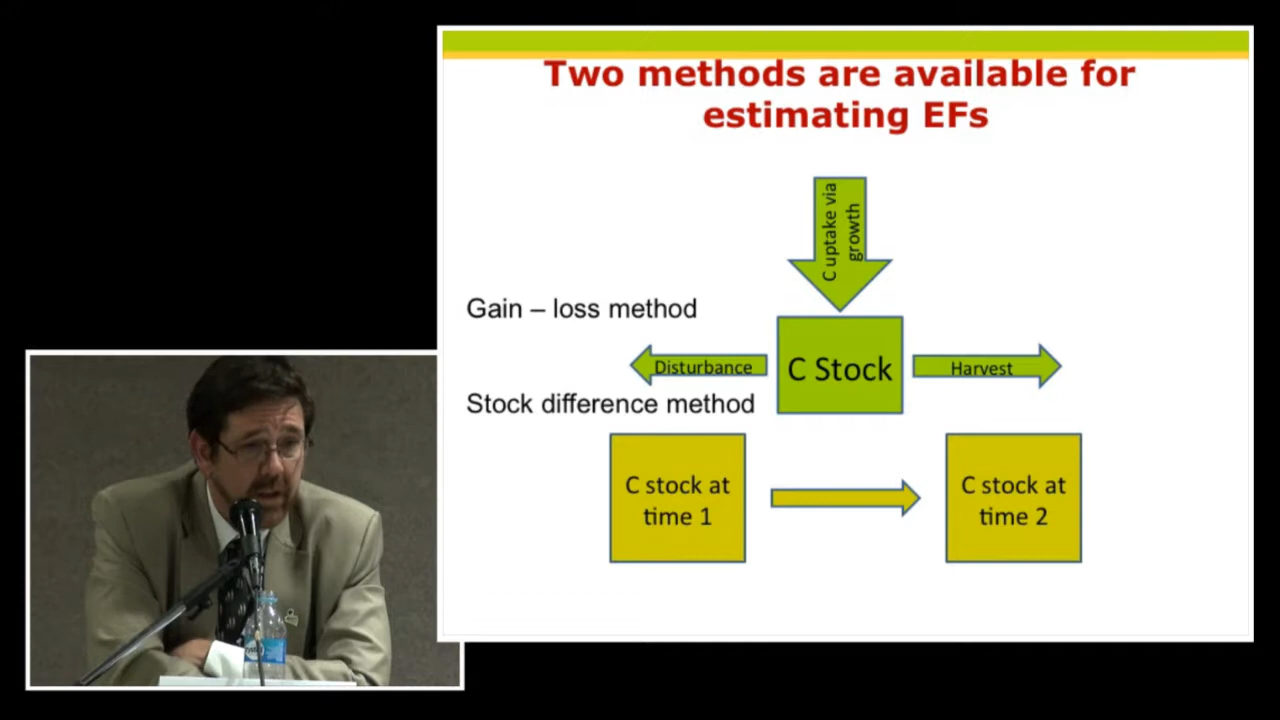 Two methods are available for
estimating EFs
C uptake via
growth
Gain – loss method
Disturbance
C Stock
Harvest
Stock difference method
C stock at
time 1
C stock at
time 2